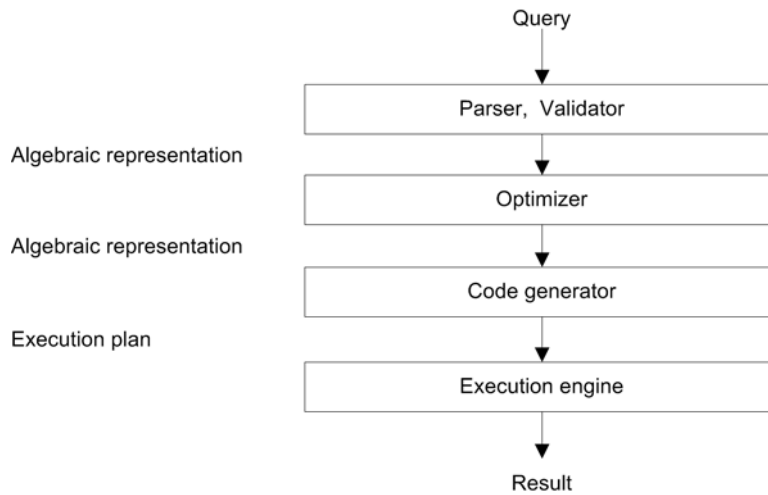 Query
Parser, Validator
Algebraic representation
Optimizer
Algebraic representation
Code generator
Execution plan
Execution engine
Result